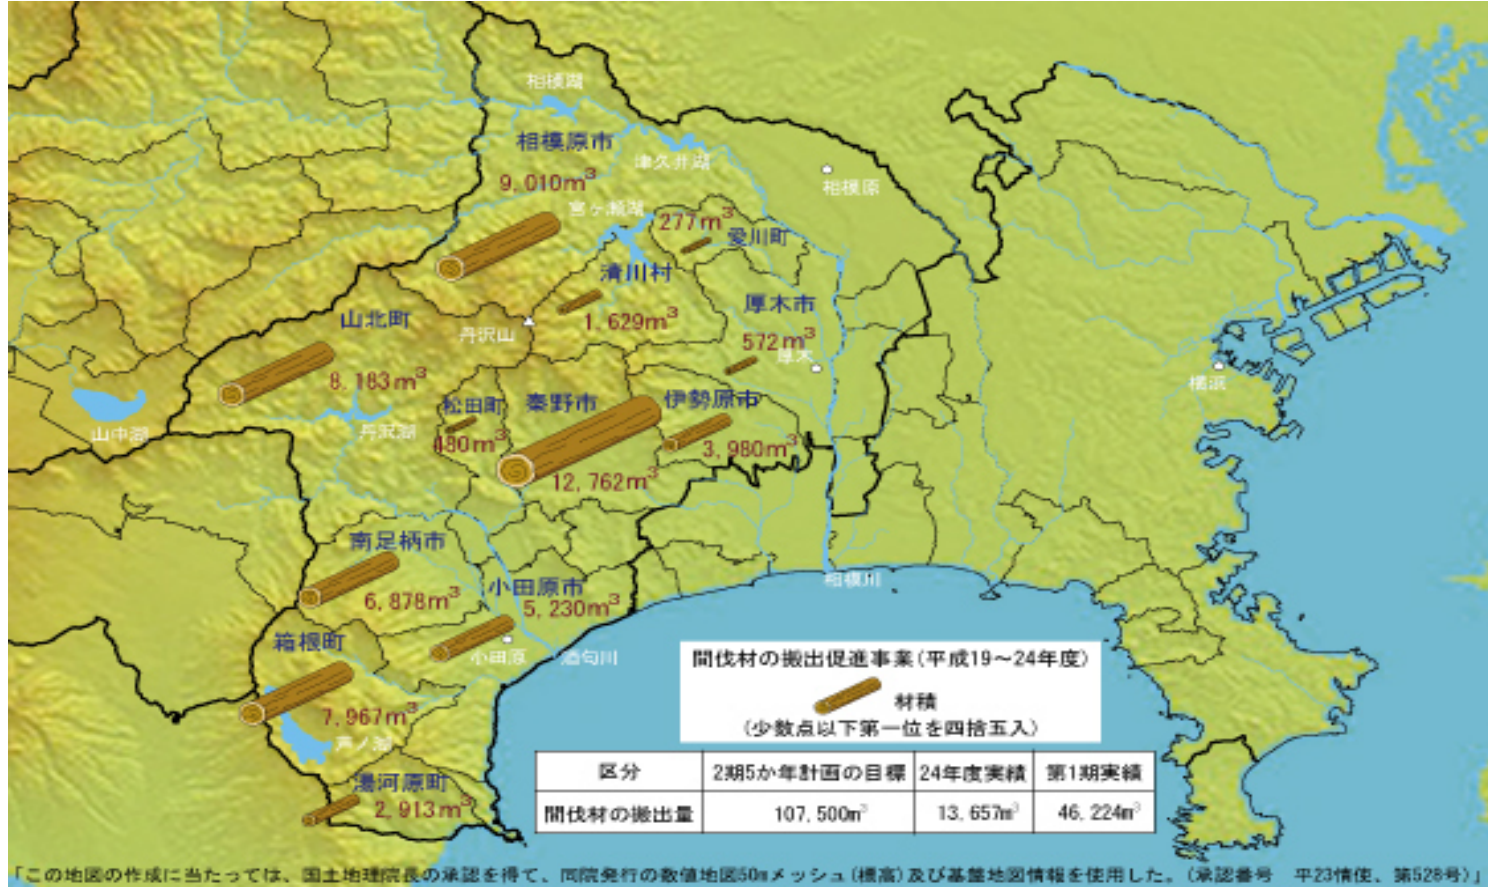 相模湖
相模原市
9,010m³
津久井湖
相模原
宮ヶ瀬湖
277m³
愛川町
清川村
1,629m³
厚木市
572m³
厚木
山北町
8,183m³
丹沢山
丹沢湖
山中湖
松田町
480m³
秦野市
12,762m³
伊勢原市
3,980m³
横浜
南足柄市
6,878m³
小田原市
5,230m³
小田原
酒匂川
相模川
箱根町
7,967m³
芦ノ湖
湯河原町
2,913m³
間伐材の搬出促進事業(平成19～24年度)
材積
(少数点以下第一位を四捨五入)
区分 2期5か年計画の目標 24年度実績 第1期実績
間伐材の搬出量 107,500m³ 13,657m³ 46,224m³
「この地図の作成に当たっては、国土地理院長の承認を得て、同院発行の数値地図50mメッシュ(標高)及び基盤地図情報を使用した。(承認番号　平23情使、第528号)」